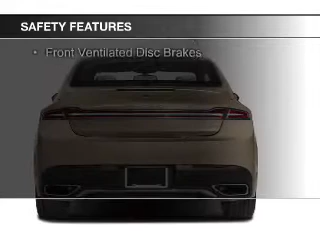 SAFETY FEATURES
• Front Ventilated Disc Brakes